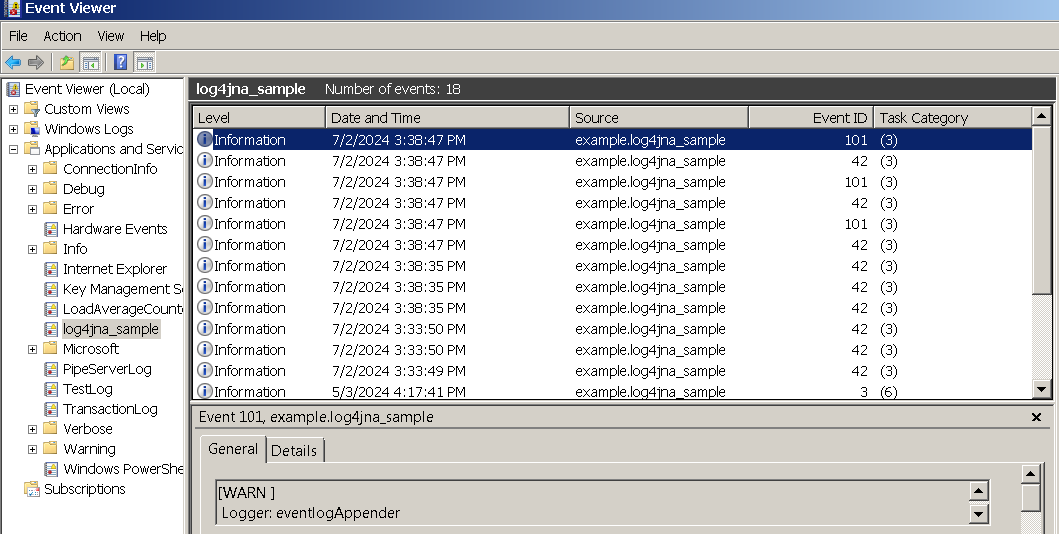 Event Viewer
File Action View Help
Event Viewer (Local)
Custom Views
Windows Logs
Applications and Servic
ConnectionInfo
Debug
Error
Hardware Events
Info
Internet Explorer
Key Management Se
LoadAverageCount
log4jna_sample
Microsoft
PipeServerLog
TestLog
TransactionLog
Verbose
Warning
Windows PowerShe
Subscriptions
log4jna_sample Number of events: 18
Level Date and Time Source Event ID Task Category
Information 7/2/2024 3:38:47 PM example.log4jna_sample 101 (3)
Information 7/2/2024 3:38:47 PM example.log4jna_sample 42 (3)
Information 7/2/2024 3:38:47 PM example.log4jna_sample 101 (3)
Information 7/2/2024 3:38:47 PM example.log4jna_sample 42 (3)
Information 7/2/2024 3:38:47 PM example.log4jna_sample 101 (3)
Information 7/2/2024 3:38:47 PM example.log4jna_sample 42 (3)
Information 7/2/2024 3:38:35 PM example.log4jna_sample 42 (3)
Information 7/2/2024 3:38:35 PM example.log4jna_sample 42 (3)
Information 7/2/2024 3:38:35 PM example.log4jna_sample 42 (3)
Information 7/2/2024 3:33:50 PM example.log4jna_sample 42 (3)
Information 7/2/2024 3:33:50 PM example.log4jna_sample 42 (3)
Information 7/2/2024 3:33:49 PM example.log4jna_sample 42 (3)
Information 5/3/2024 4:17:41 PM example.log4jna_sample 3 (6)
Event 101, example.log4jna_sample
General Details
[WARN ]
Logger: eventlogAppender